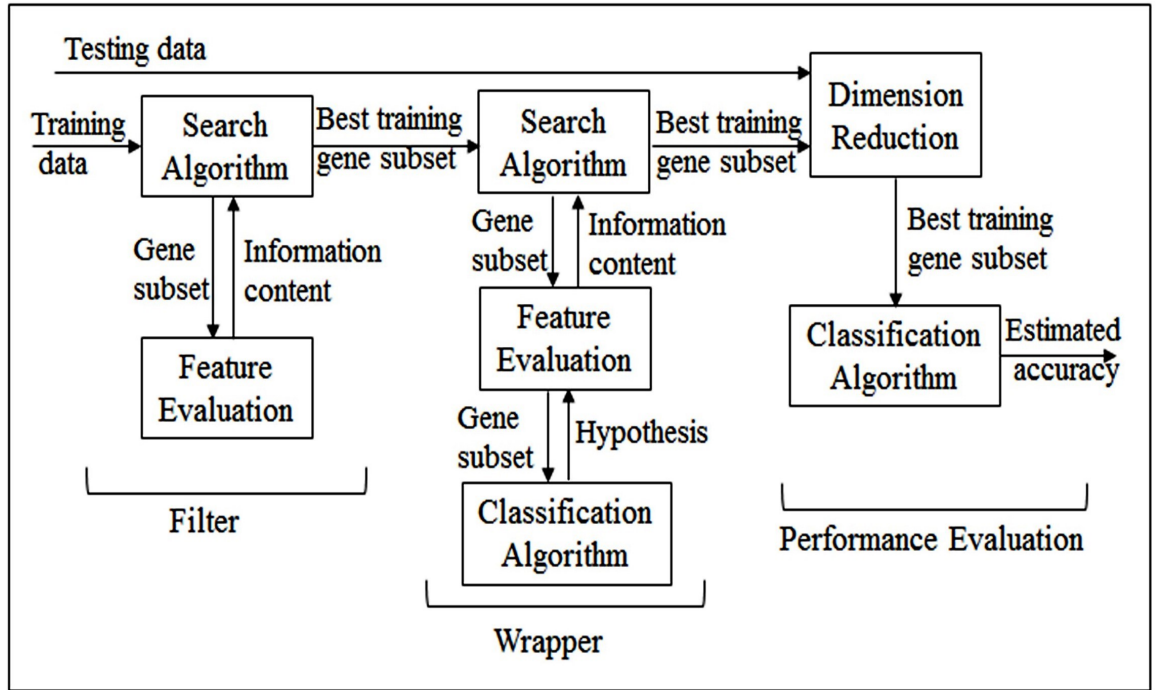 Testing data
Training
data
Search
Algorithm
Best training
gene subset
Search
Algorithm
Best training
gene subset
Dimension
Reduction
Gene
subset
Information
content
Feature
Evaluation
Filter
Gene
subset
Information
content
Feature
Evaluation
Gene
subset
Hypothesis
Classification
Algorithm
Wrapper
Best training
gene subset
Classification
Algorithm
Estimated
accuracy
Performance Evaluation